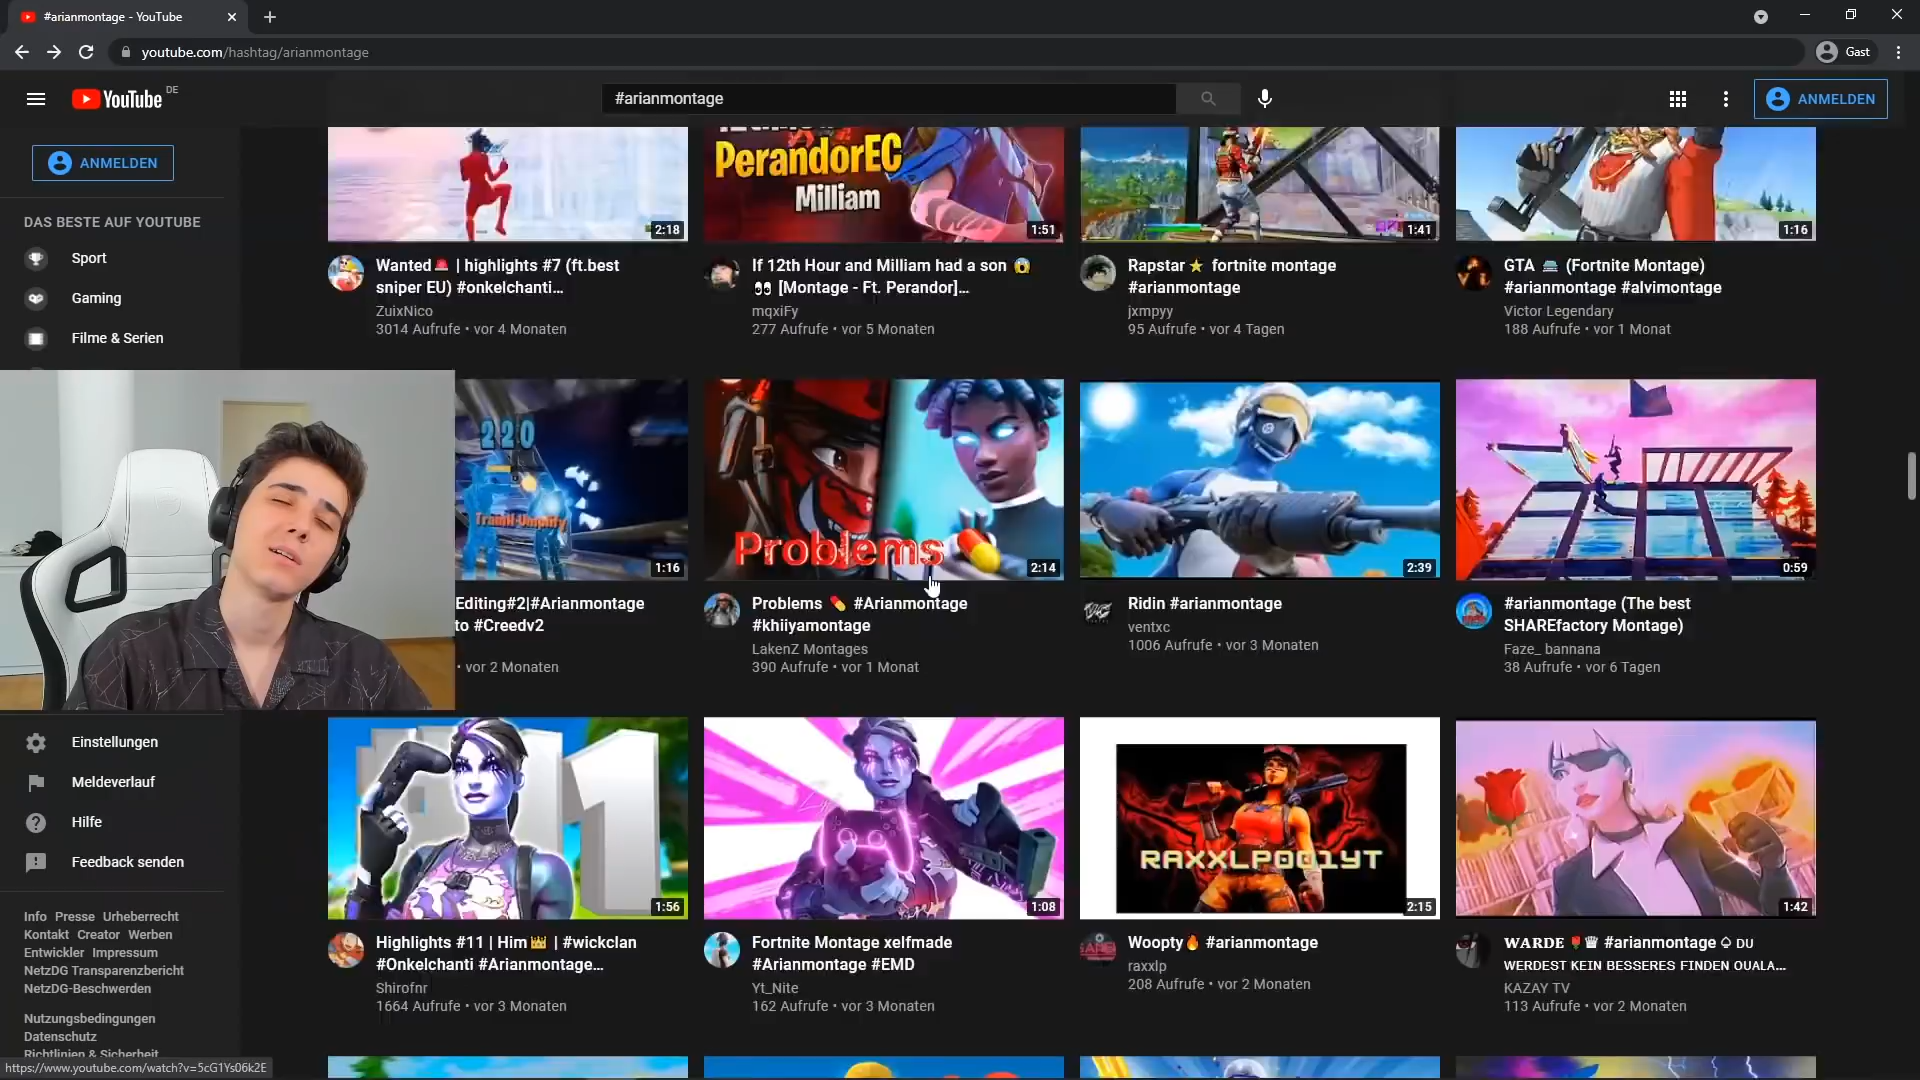 #arianmontage - YouTube
youtube.com/hashtag/arianmontage
Gast
YouTube DE
#arianmontage
ANMELDEN
ANMELDEN
DAS BESTE AUF YOUTUBE
Sport
Gaming
Filme & Serien
2:18
Wanted🚨 | highlights #7 (ft.best
sniper EU) #onkelchanti...
ZuixNico
3014 Aufrufe • vor 4 Monaten
PerandorEC
Milliam
1:51
If 12th Hour and Milliam had a son 😱
👀 [Montage - Ft. Perandor]...
mqxiFy
277 Aufrufe • vor 5 Monaten
1:41
Rapstar⭐ fortnite montage
#arianmontage
jxmpyy
95 Aufrufe • vor 4 Tagen
1:16
GTA 🚘 (Fortnite Montage)
#arianmontage #alvimontage
Victor Legendary
188 Aufrufe • vor 1 Monat
220
1:16
Editing#2|#Arianmontage
to #Creedv2
• vor 2 Monaten
Problems
2:14
Problems 💊 #Arianmontage
#khiiyamontage
LakenZ Montages
390 Aufrufe • vor 1 Monat
2:39
Ridin #arianmontage
ventxc
1006 Aufrufe • vor 3 Monaten
0:59
#arianmontage (The best
SHAREfactory Montage)
Faze_ bannana
38 Aufrufe • vor 6 Tagen
Einstellungen
Meldeverlauf
Hilfe
Feedback senden
1:56
Highlights #11 | Him👑 | #wickclan
#Onkelchanti #Arianmontage...
Shirofnr
1664 Aufrufe • vor 3 Monaten
1:08
Fortnite Montage xelfmade
#Arianmontage #EMD
Yt_Nite
162 Aufrufe • vor 3 Monaten
RAXXLPOO1YT
2:15
Woopty🔥 #arianmontage
raxxlp
208 Aufrufe • vor 2 Monaten
1:42
𝐖𝐀𝐑𝐃𝐄 🌹♛ #arianmontage ♤ ᴅᴜ
ᴡᴇʀᴅᴇsᴛ ᴋᴇɪɴ ʙᴇssᴇʀᴇs ғɪɴᴅᴇɴ ᴏᴜᴀʟᴀ...
KAZAY TV
113 Aufrufe • vor 2 Monaten
Info Presse Urheberrecht
Kontakt Creator Werben
Entwickler Impressum
NetzDG Transparenzbericht
NetzDG-Beschwerden
Nutzungsbedingungen
Datenschutz
Richtlinien & Sicherheit
https://www.youtube.com/watch?v=5cG1Ys06k2E